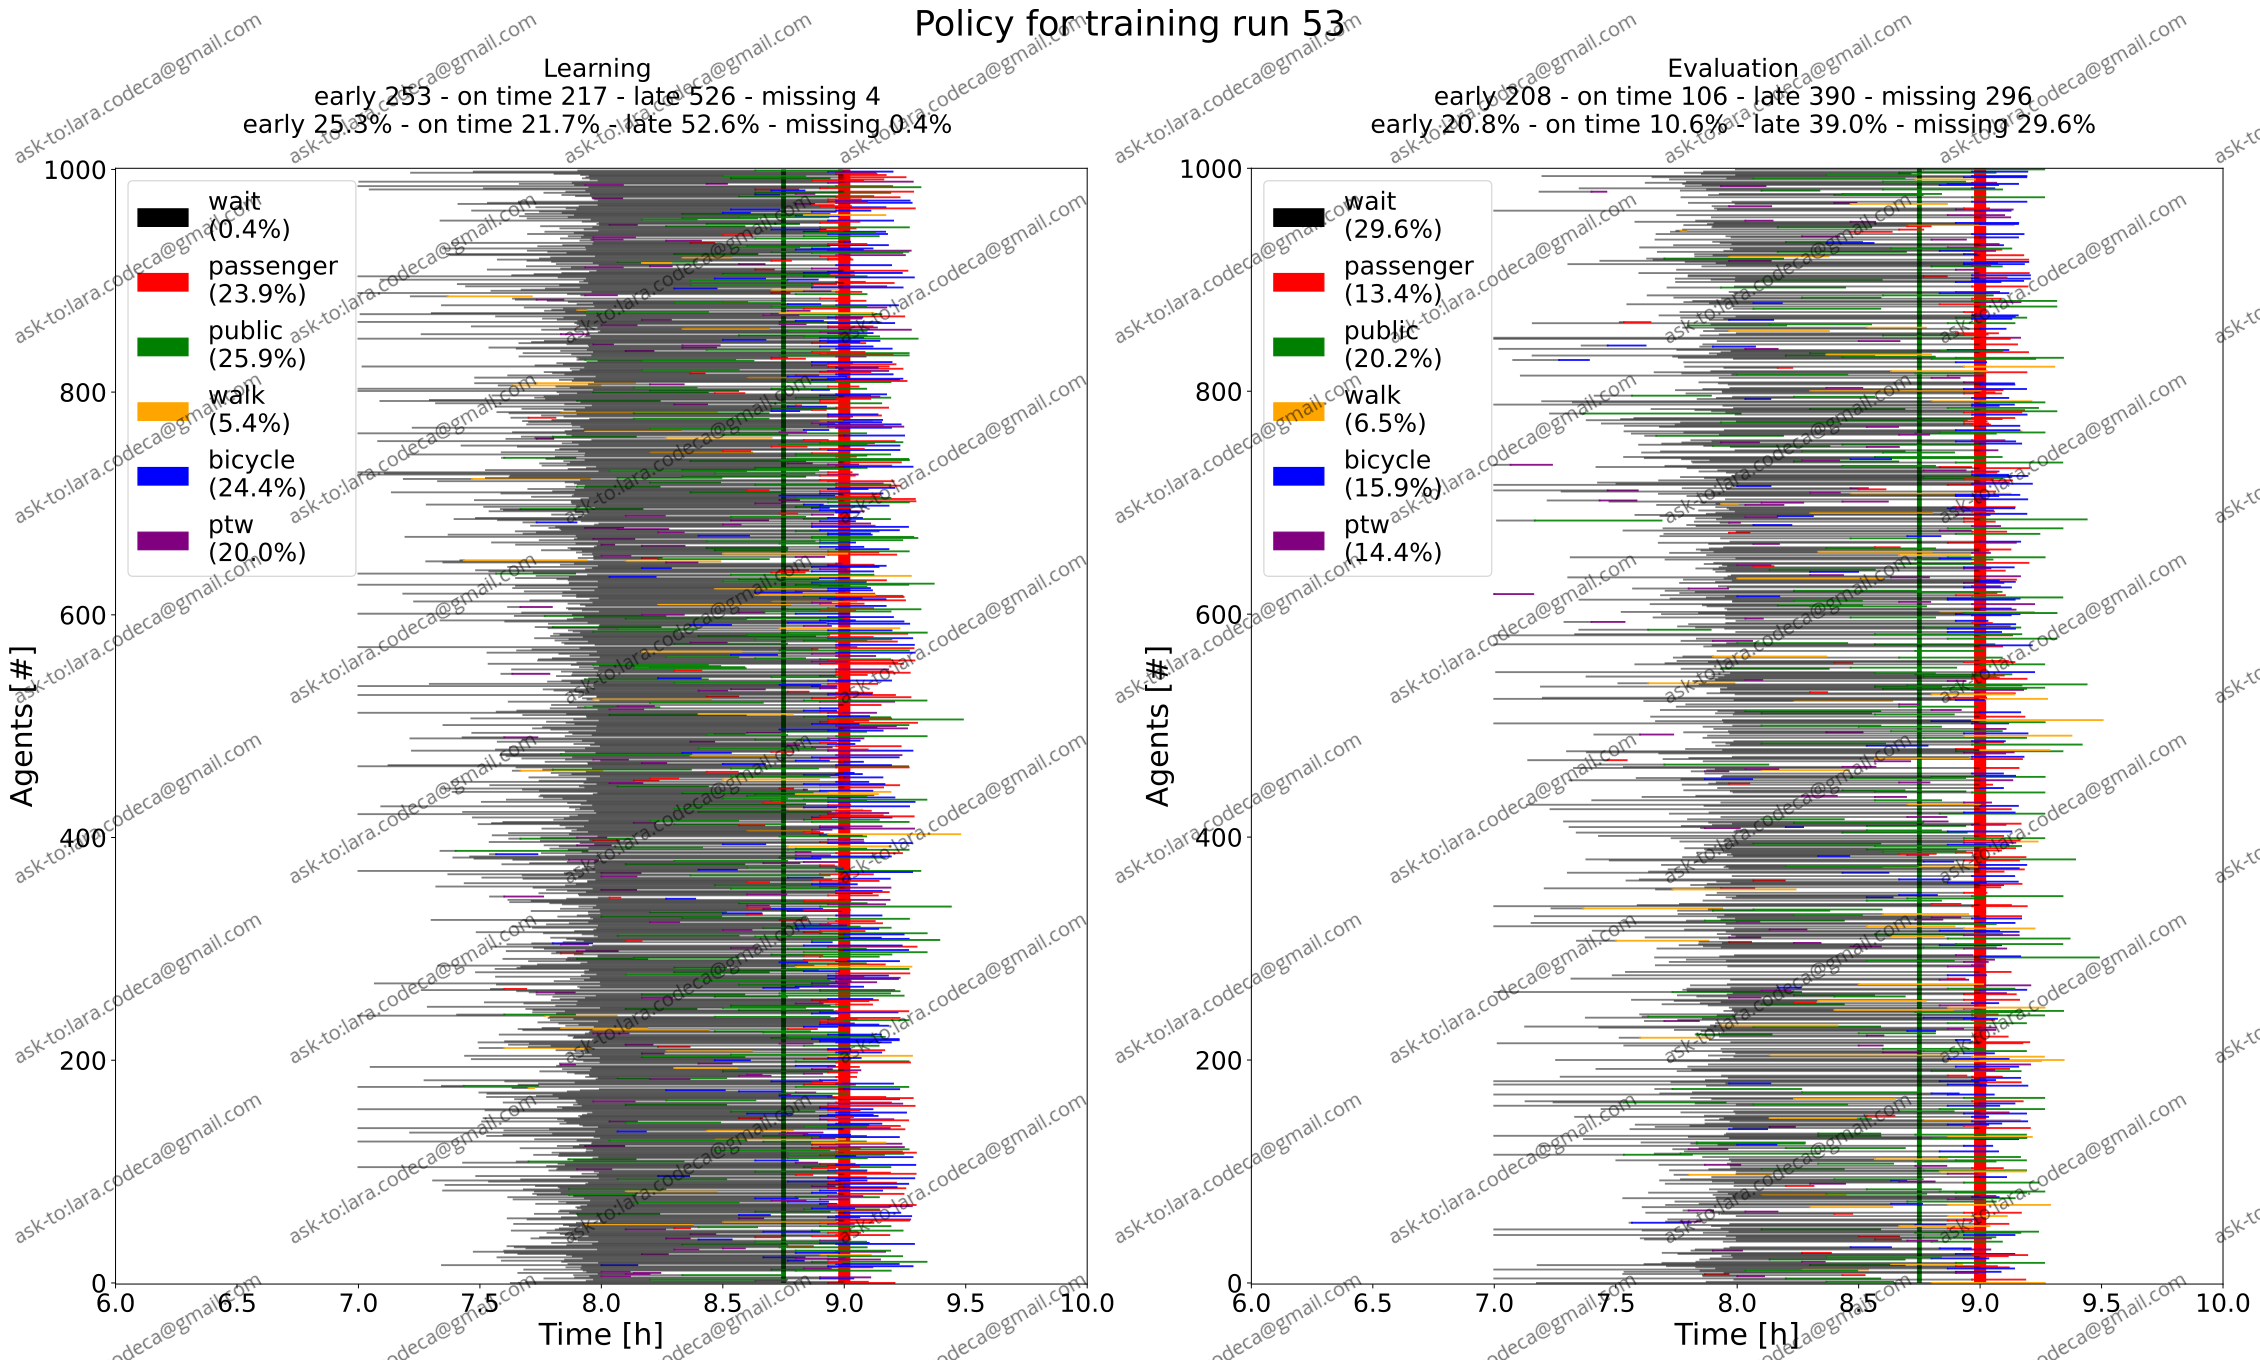 Policy for training run 53
Learning
early 253 - on time 217 - late 526 - missing 4
early 25.3% - on time 21.7% - late 52.6% - missing 0.4%
1000
800
600
400
200
0
Agents [#]
wait
(0.4%)
passenger
(23.9%)
public
(25.9%)
walk
(5.4%)
bicycle
(24.4%)
ptw
(20.0%)
6.0 6.5 7.0 7.5 8.0 8.5 9.0 9.5 10.0
Time [h]
Evaluation
early 208 - on time 106 - late 390 - missing 296
early 20.8% - on time 10.6% - late 39.0% - missing 29.6%
1000
800
600
400
200
0
Agents [#]
wait
(29.6%)
passenger
(13.4%)
public
(20.2%)
walk
(6.5%)
bicycle
(15.9%)
ptw
(14.4%)
6.0 6.5 7.0 7.5 8.0 8.5 9.0 9.5 10.0
Time [h]
ask-to:lara.codeca@gmail.com